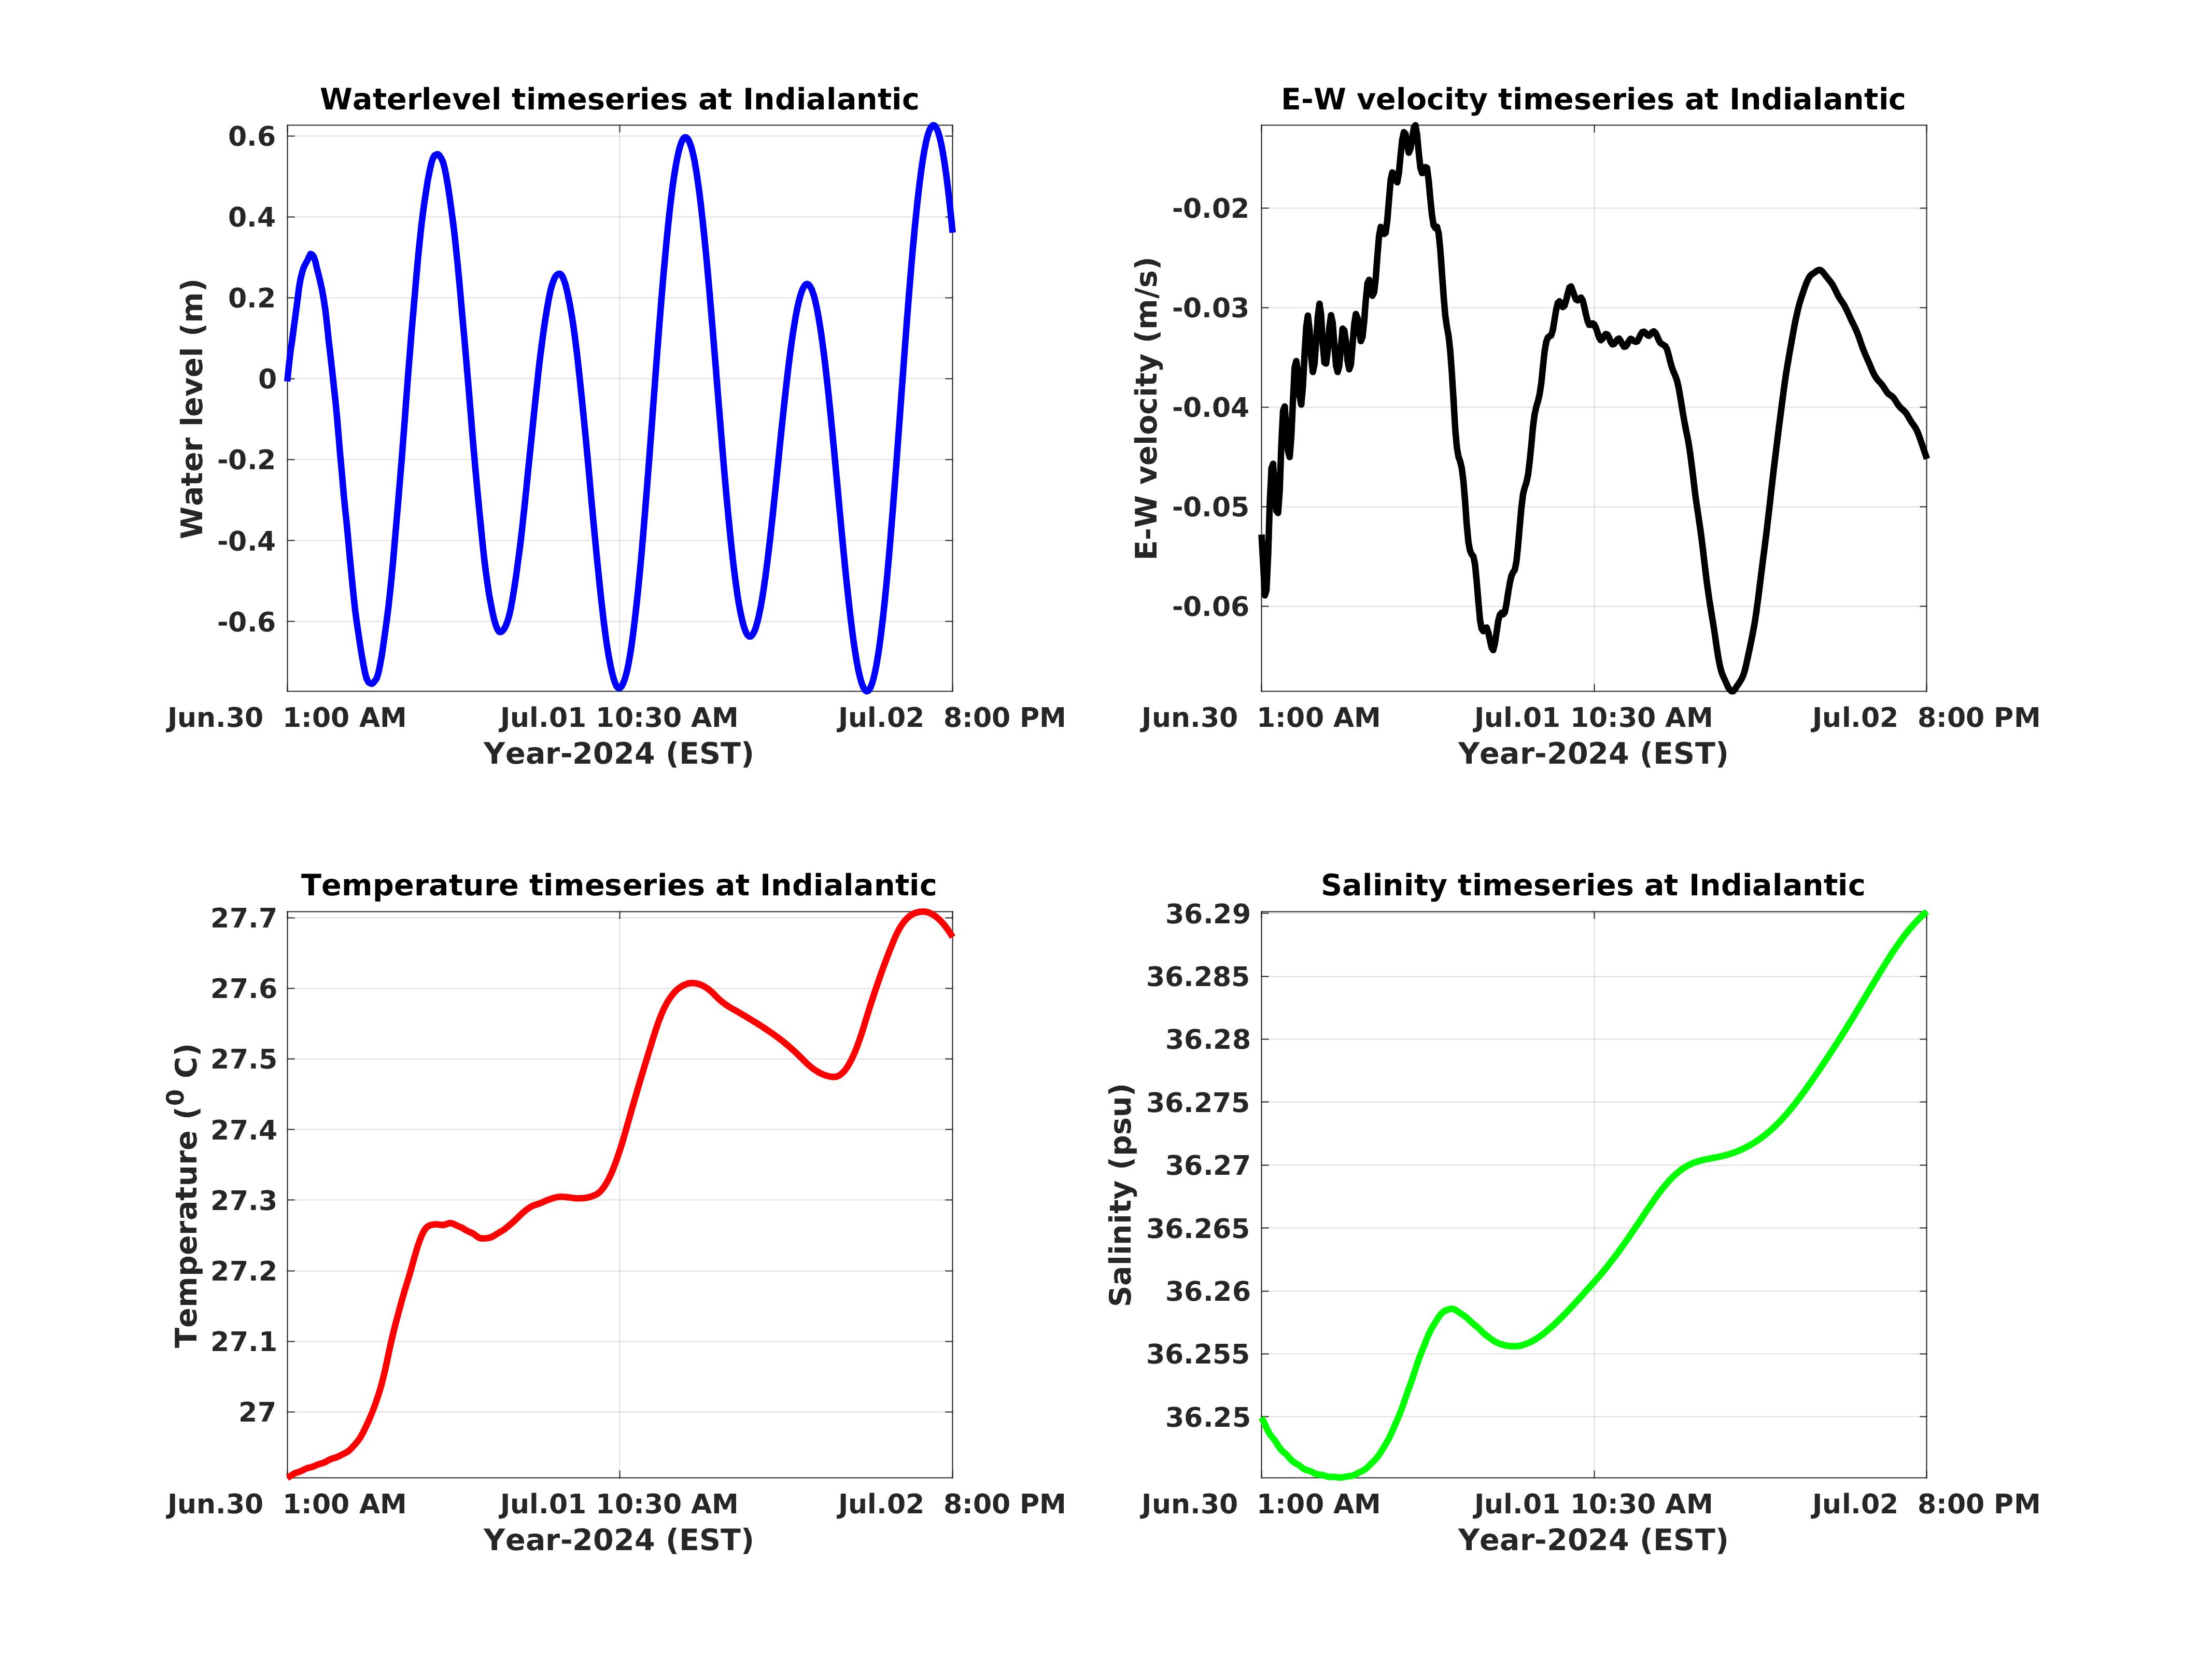 Waterlevel timeseries at Indialantic
0.6
0.4
0.2
0
-0.2
-0.4
-0.6
Water level (m)
Jun.30 1:00 AM Jul.01 10:30 AM Jul.02 8:00 PM
Year-2024 (EST)
E-W velocity timeseries at Indialantic
-0.02
-0.03
-0.04
-0.05
-0.06
E-W velocity (m/s)
Jun.30 1:00 AM Jul.01 10:30 AM Jul.02 8:00 PM
Year-2024 (EST)
Temperature timeseries at Indialantic
27.7
27.6
27.5
27.4
27.3
27.2
27.1
27
Temperature (⁰ C)
Jun.30 1:00 AM Jul.01 10:30 AM Jul.02 8:00 PM
Year-2024 (EST)
Salinity timeseries at Indialantic
36.29
36.285
36.28
36.275
36.27
36.265
36.26
36.255
36.25
Salinity (psu)
Jun.30 1:00 AM Jul.01 10:30 AM Jul.02 8:00 PM
Year-2024 (EST)